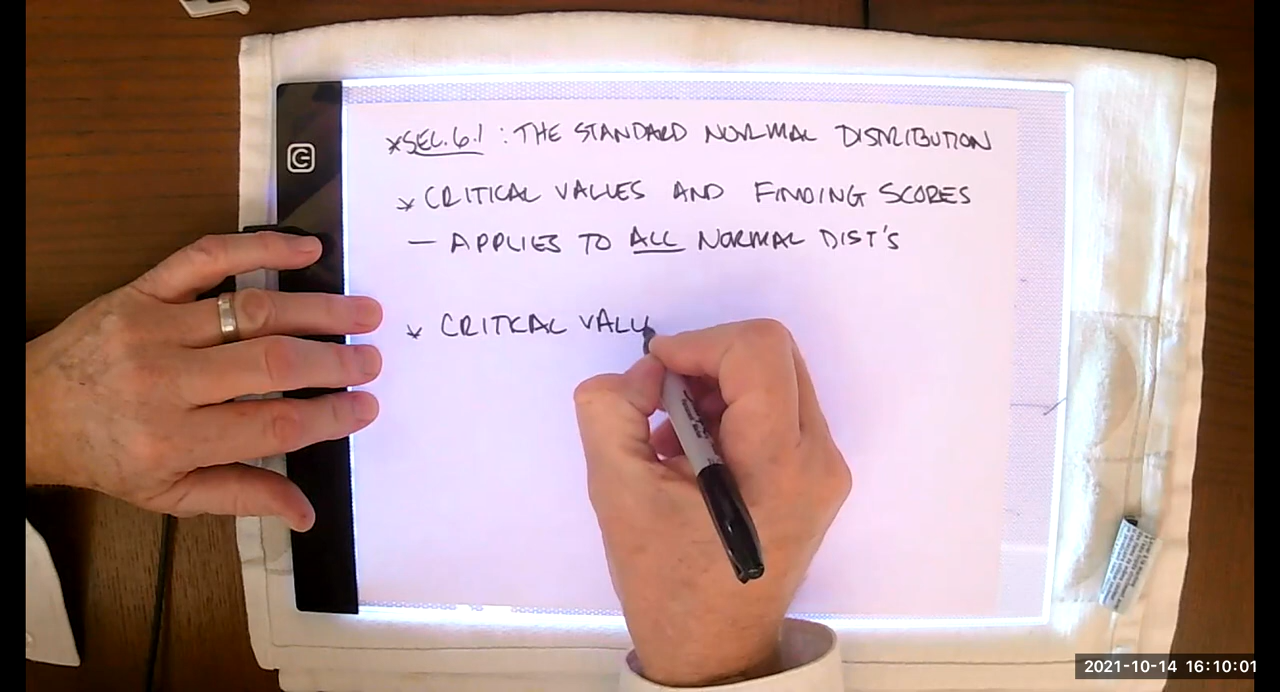 *SEC. 6.1 : THE STANDARD NORMAL DISTRIBUTION
* CRITICAL VALUES AND FINDING SCORES
— APPLIES TO ALL NORMAL DIST'S
* CRITICAL VALU
2021-10-14 16:10:01